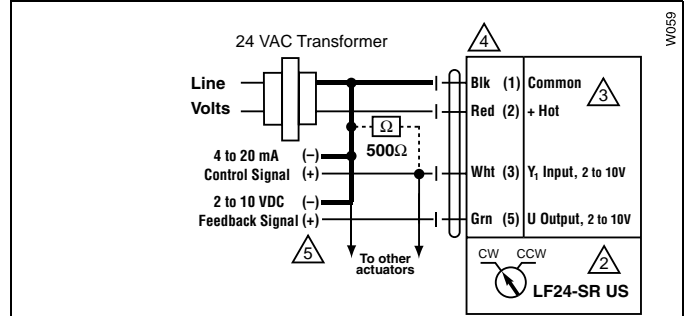 W059
24 VAC Transformer
4
Line
Volts
Blk (1) Common
3
Red (2) + Hot
Ω
500Ω
4 to 20 mA (–)
Control Signal (+)
Wht (3) Y₁ Input, 2 to 10V
2 to 10 VDC (–)
Feedback Signal (+)
Grn (5) U Output, 2 to 10V
5
To other
actuators
CW CCW
2
LF24-SR US